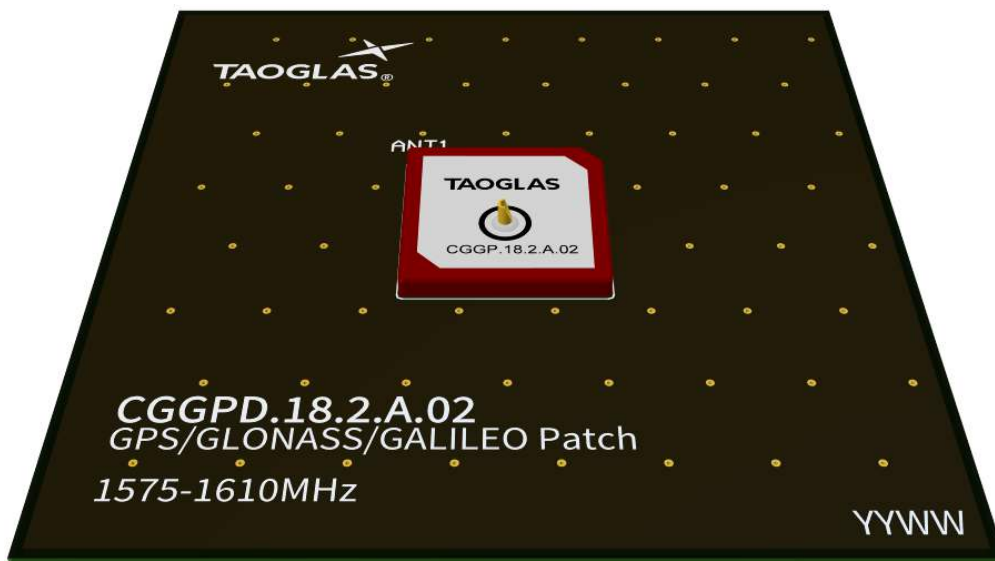 TAOGLAS®
ANT1
TAOGLAS
CGGP.18.2.A.02
CGGPD.18.2.A.02
GPS/GLONASS/GALILEO Patch
1575-1610MHz
YYWW